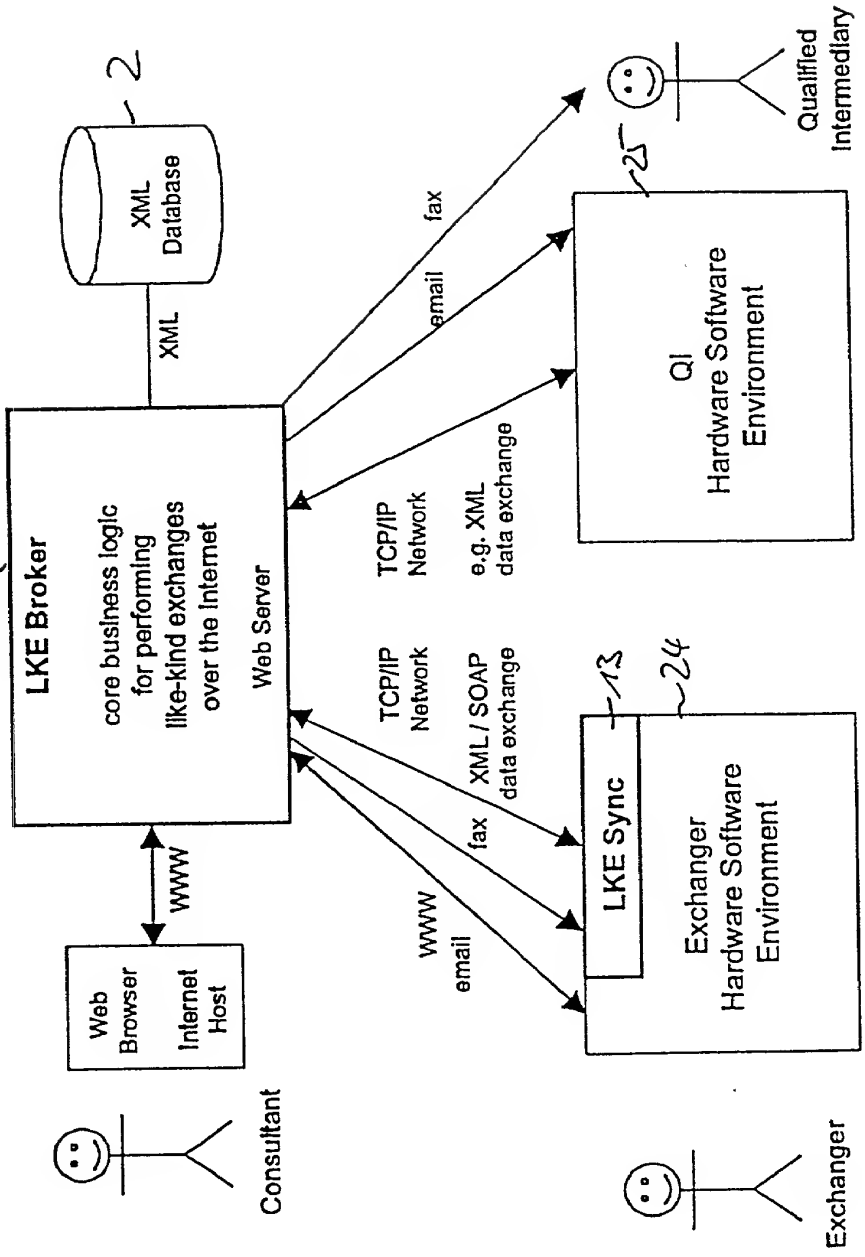 Consultant
Web
Browser
Internet
Host
WWW
LKE Broker
core business logic
for performing
like-kind exchanges
over the Internet
Web Server
XML
XML
Database
2
WWW
email
fax
TCP/IP
Network
XML / SOAP
data exchange
TCP/IP
Network
e.g. XML
data exchange
email
fax
Exchanger
LKE Sync
13
Exchanger
Hardware Software
Environment
24
QI
Hardware Software
Environment
25
Qualified
Intermediary